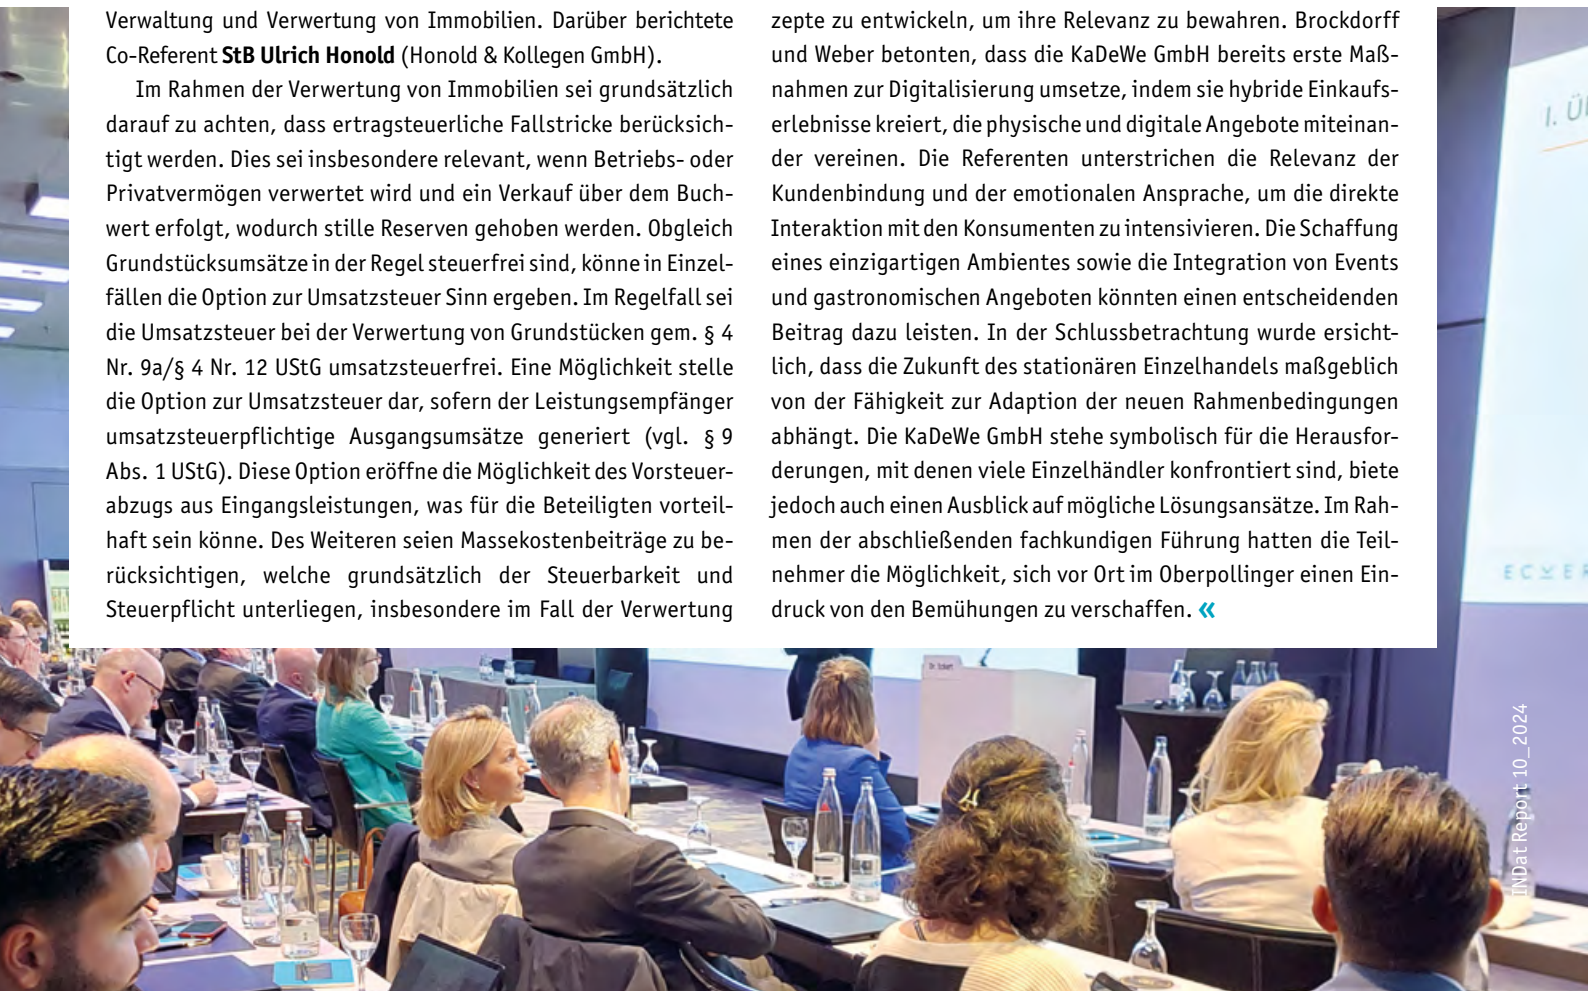 Verwaltung und Verwertung von Immobilien. Darüber berichtete
Co-Referent StB Ulrich Honold (Honold & Kollegen GmbH).
Im Rahmen der Verwertung von Immobilien sei grundsätzlich
darauf zu achten, dass ertragsteuerliche Fallstricke berücksich-
tigt werden. Dies sei insbesondere relevant, wenn Betriebs- oder
Privatvermögen verwertet wird und ein Verkauf über dem Buch-
wert erfolgt, wodurch stille Reserven gehoben werden. Obgleich
Grundstücksumsätze in der Regel steuerfrei sind, könne in Einzel-
fällen die Option zur Umsatzsteuer Sinn ergeben. Im Regelfall sei
die Umsatzsteuer bei der Verwertung von Grundstücken gem. § 4
Nr. 9a/§ 4 Nr. 12 UStG umsatzsteuerfrei. Eine Möglichkeit stelle
die Option zur Umsatzsteuer dar, sofern der Leistungsempfänger
umsatzsteuerpflichtige Ausgangsumsätze generiert (vgl. § 9
Abs. 1 UStG). Diese Option eröffne die Möglichkeit des Vorsteuer-
abzugs aus Eingangsleistungen, was für die Beteiligten vorteil-
haft sein könne. Des Weiteren seien Massekostenbeiträge zu be-
rücksichtigen, welche grundsätzlich der Steuerbarkeit und
Steuerpflicht unterliegen, insbesondere im Fall der Verwertung
zepte zu entwickeln, um ihre Relevanz zu bewahren. Brockdorff
und Weber betonten, dass die KaDeWe GmbH bereits erste Maß-
nahmen zur Digitalisierung umsetze, indem sie hybride Einkaufs-
erlebnisse kreiert, die physische und digitale Angebote miteinan-
der vereinen. Die Referenten unterstrichen die Relevanz der
Kundenbindung und der emotionalen Ansprache, um die direkte
Interaktion mit den Konsumenten zu intensivieren. Die Schaffung
eines einzigartigen Ambientes sowie die Integration von Events
und gastronomischen Angeboten könnten einen entscheidenden
Beitrag dazu leisten. In der Schlussbetrachtung wurde ersicht-
lich, dass die Zukunft des stationären Einzelhandels maßgeblich
von der Fähigkeit zur Adaption der neuen Rahmenbedingungen
abhängt. Die KaDeWe GmbH stehe symbolisch für die Herausfor-
derungen, mit denen viele Einzelhändler konfrontiert sind, biete
jedoch auch einen Ausblick auf mögliche Lösungsansätze. Im Rah-
men der abschließenden fachkundigen Führung hatten die Teil-
nehmer die Möglichkeit, sich vor Ort im Oberpollinger einen Ein-
druck von den Bemühungen zu verschaffen. «
I. Ü
ECKER
Dr. Eckert
INDat Report 10_2024